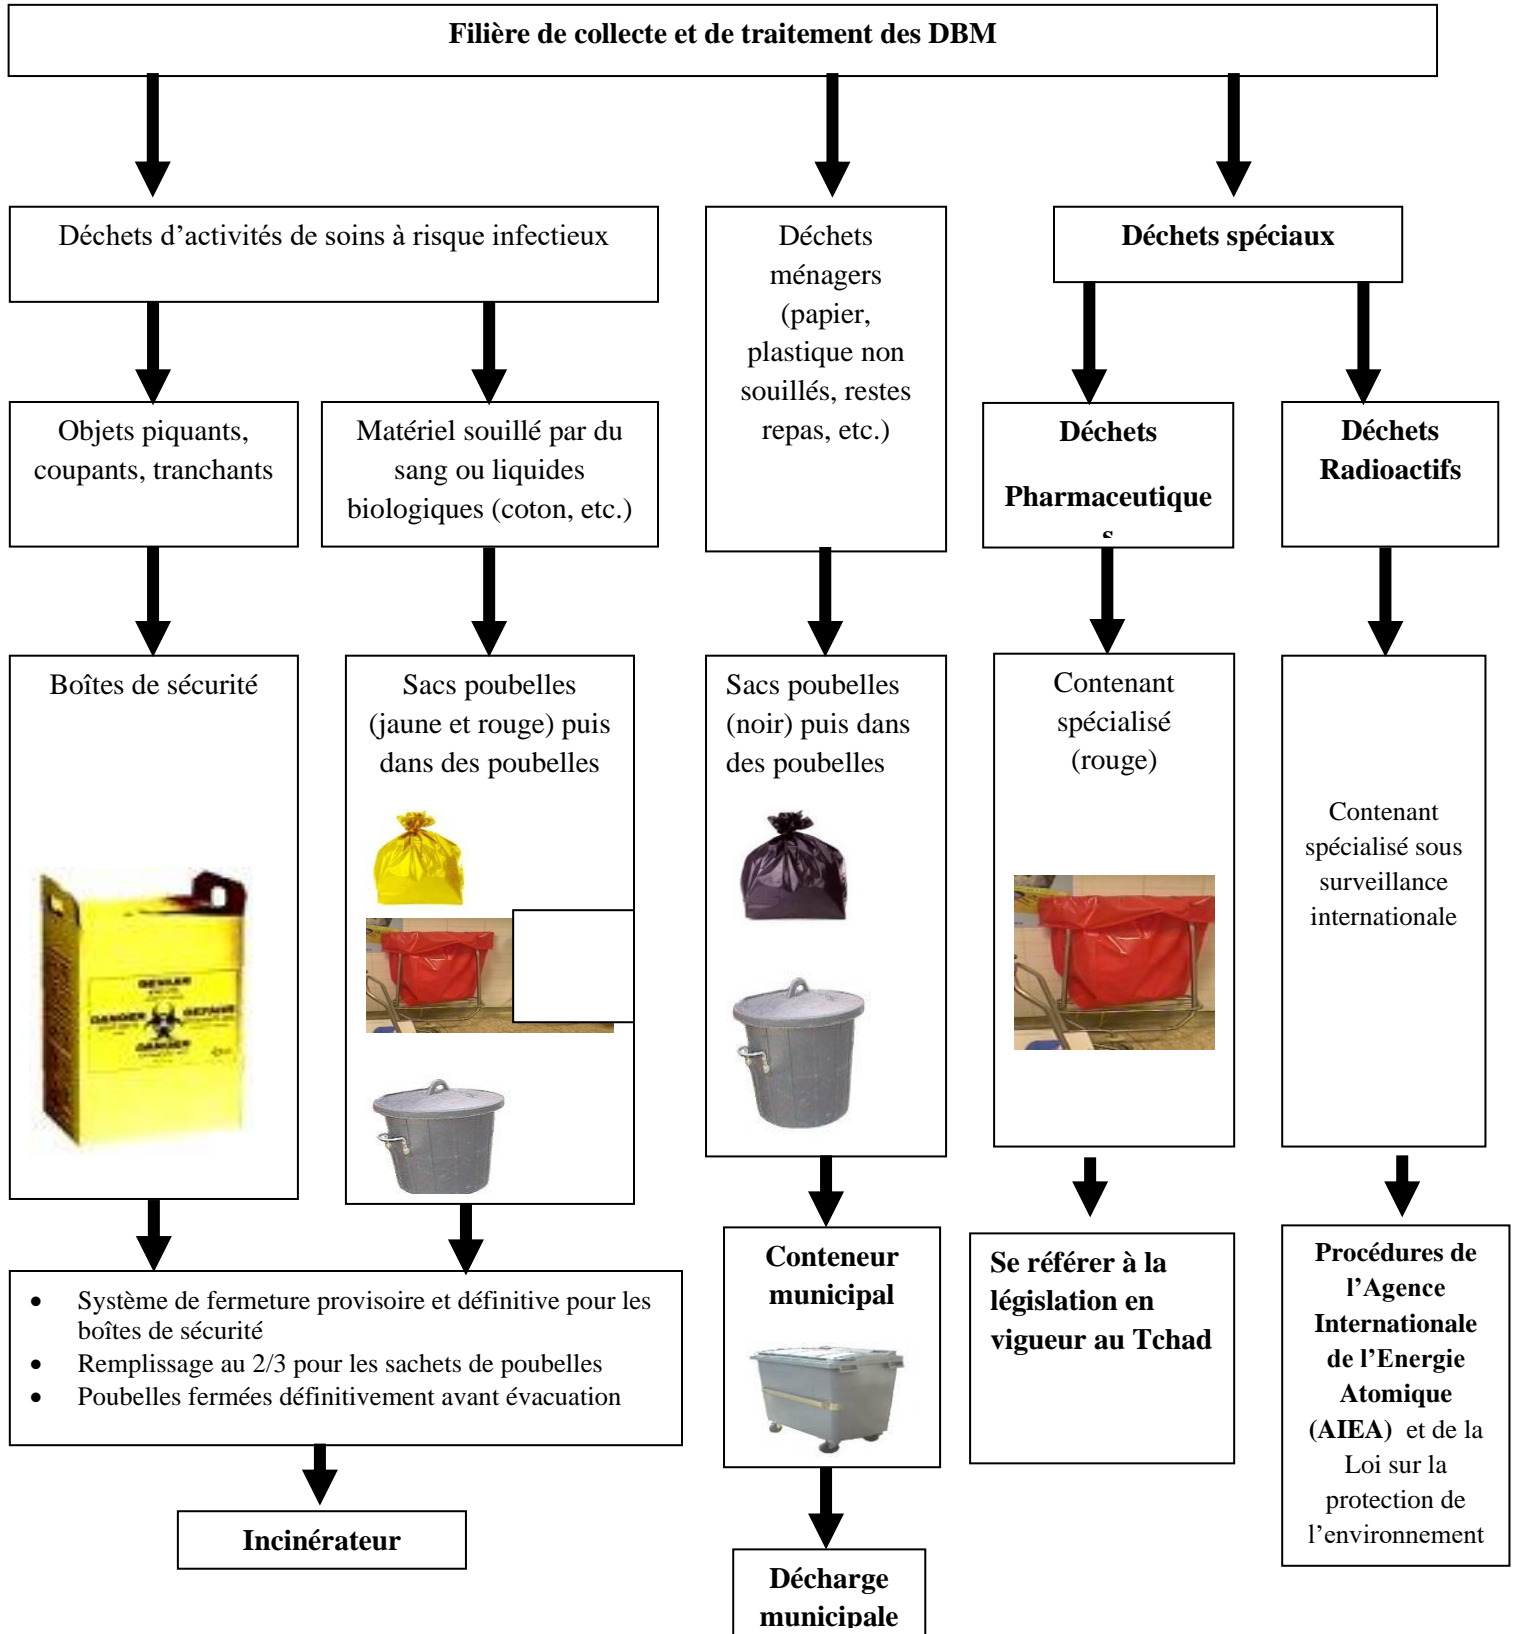 Filière de collecte et de traitement des DBM
Déchets d’activités de soins à risque infectieux
Déchets
ménagers
(papier,
plastique non
souillés, restes
repas, etc.)
Déchets spéciaux
Objets piquants,
coupants, tranchants
Matériel souillé par du
sang ou liquides
biologiques (coton, etc.)
Déchets
Pharmaceutique
s
Déchets
Radioactifs
Boîtes de sécurité
DANGER
DANGER
DANGER
Sacs poubelles
(jaune et rouge) puis
dans des poubelles
Sacs poubelles
(noir) puis dans
des poubelles
Contenant
spécialisé
(rouge)
Contenant
spécialisé sous
surveillance
internationale
• Système de fermeture provisoire et définitive pour les
boîtes de sécurité
• Remplissage au 2/3 pour les sachets de poubelles
• Poubelles fermées définitivement avant évacuation
Conteneur
municipal
Se référer à la
législation en
vigueur au Tchad
Procédures de
l’Agence
Internationale
de l’Energie
Atomique
(AIEA) et de la
Loi sur la
protection de
l’environnement
Incinérateur
Décharge
municipale